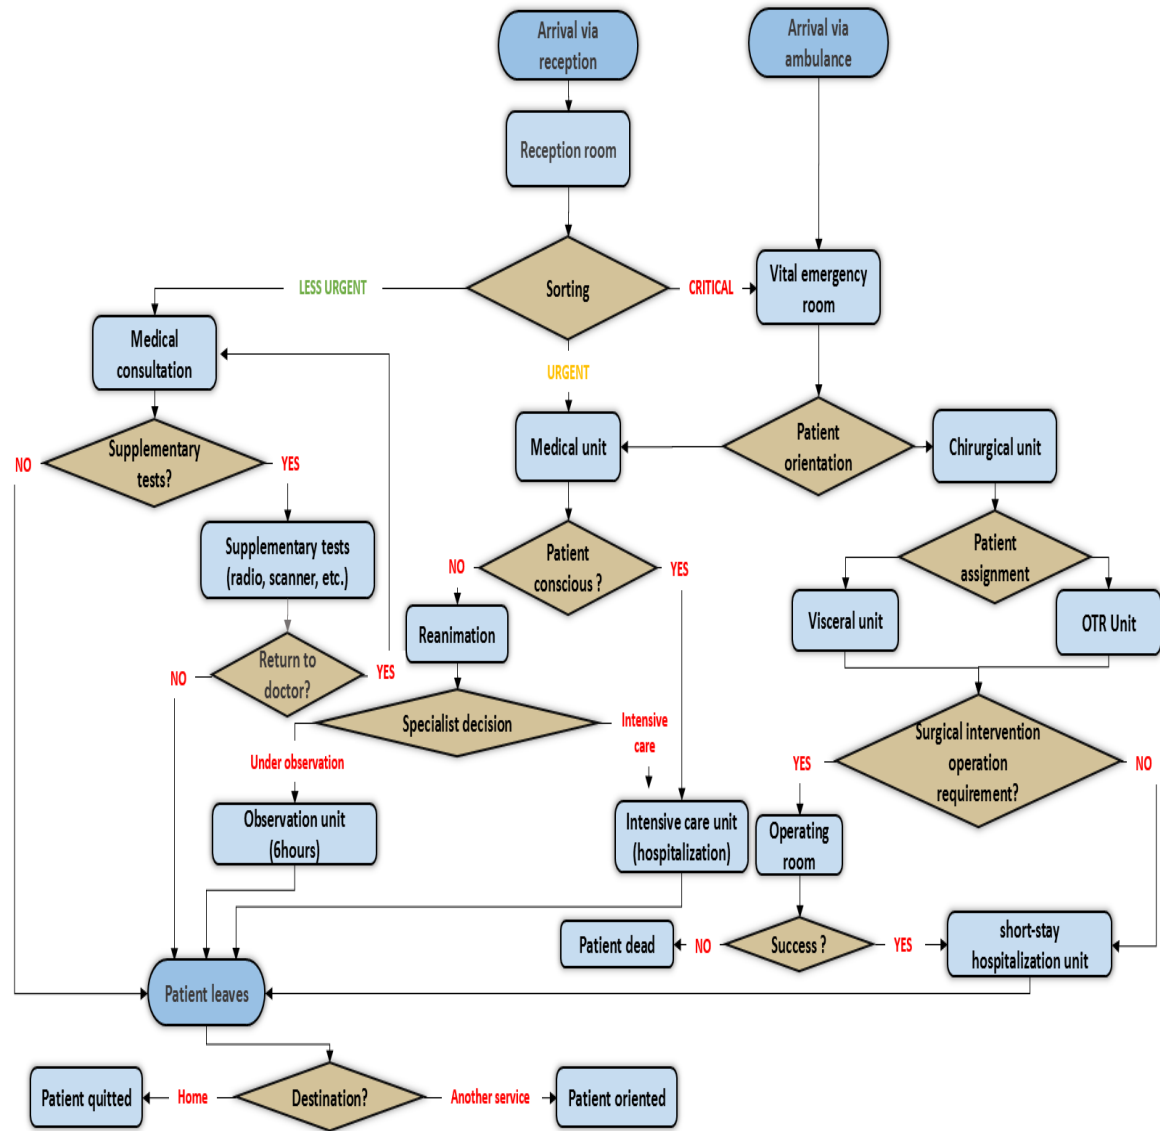 Arrival via
reception
Arrival via
ambulance
Reception room
Sorting
LESS URGENT
CRITICAL
URGENT
Vital emergency
room
Medical
consultation
Supplementary
tests?
NO
YES
Medical unit
Patient
orientation
Chirurgical unit
Supplementary tests
(radio, scanner, etc.)
Patient
conscious ?
NO
YES
Patient
assignment
Visceral unit
OTR Unit
Reanimation
Return to
doctor?
NO
YES
Specialist decision
Under observation
Intensive
care
Surgical intervention
operation
requirement?
YES
NO
Observation unit
(6hours)
Intensive care unit
(hospitalization)
Operating
room
Patient dead
NO
Success ?
YES
short-stay
hospitalization unit
Patient leaves
Patient quitted
Home
Destination?
Another service
Patient oriented